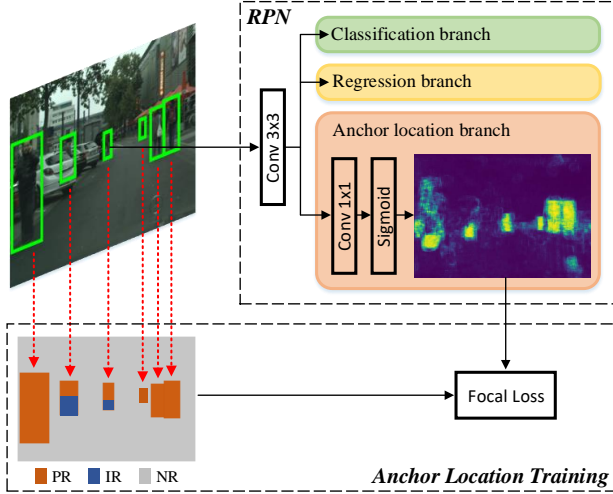 RPN
Classification branch
Regression branch
Anchor location branch
Conv 3x3
Conv 1x1
Sigmoid
Focal Loss
PR
IR
NR
Anchor Location Training